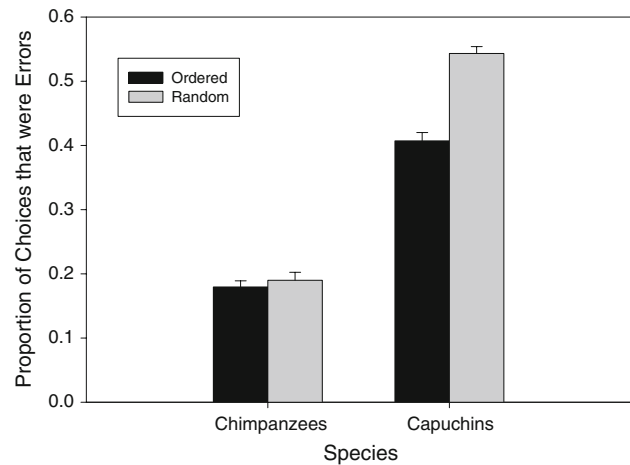 Proportion of Choices that were Errors
0.6
0.5
0.4
0.3
0.2
0.1
0.0
Ordered
Random
Chimpanzees
Capuchins
Species